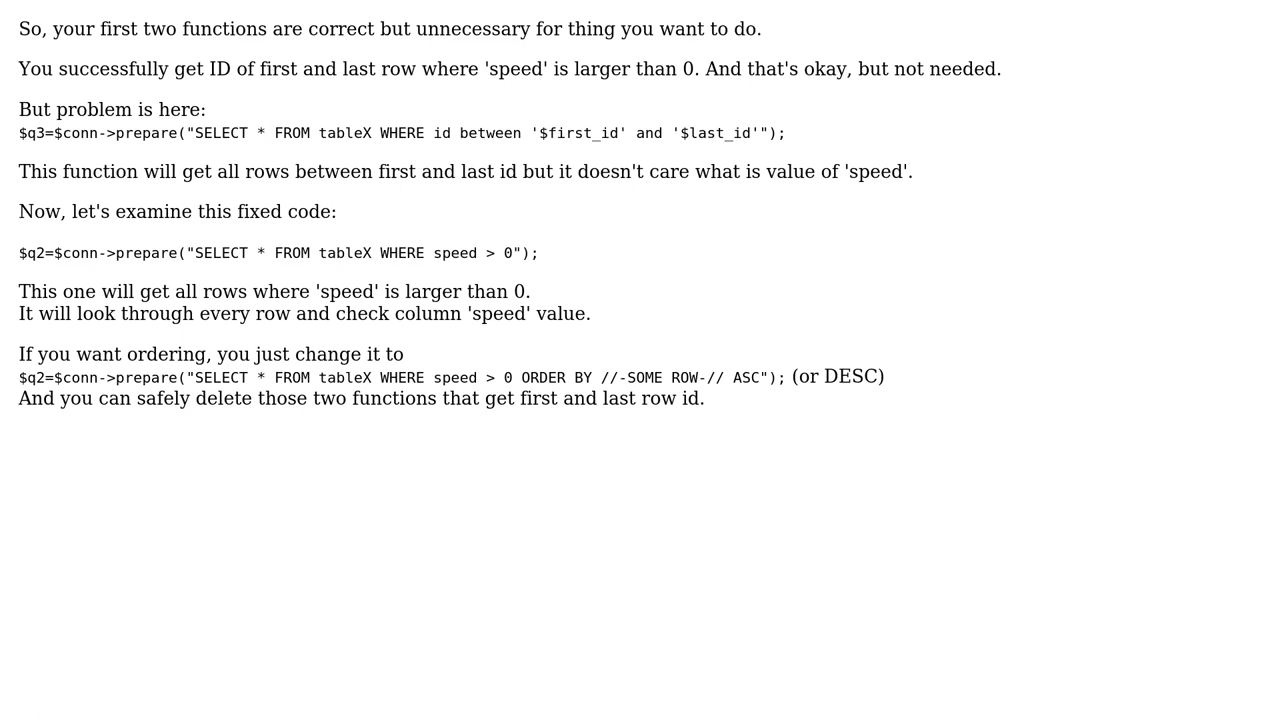 So, your first two functions are correct but unnecessary for thing you want to do.
You successfully get ID of first and last row where 'speed' is larger than 0. And that's okay, but not needed.
But problem is here:
$q3=$conn->prepare("SELECT * FROM tableX WHERE id between '$first_id' and '$last_id'");
This function will get all rows between first and last id but it doesn't care what is value of 'speed'.
Now, let's examine this fixed code:
$q2=$conn->prepare("SELECT * FROM tableX WHERE speed > 0");
This one will get all rows where 'speed' is larger than 0.
It will look through every row and check column 'speed' value.
If you want ordering, you just change it to
$q2=$conn->prepare("SELECT * FROM tableX WHERE speed > 0 ORDER BY //-SOME ROW-// ASC"); (or DESC)
And you can safely delete those two functions that get first and last row id.